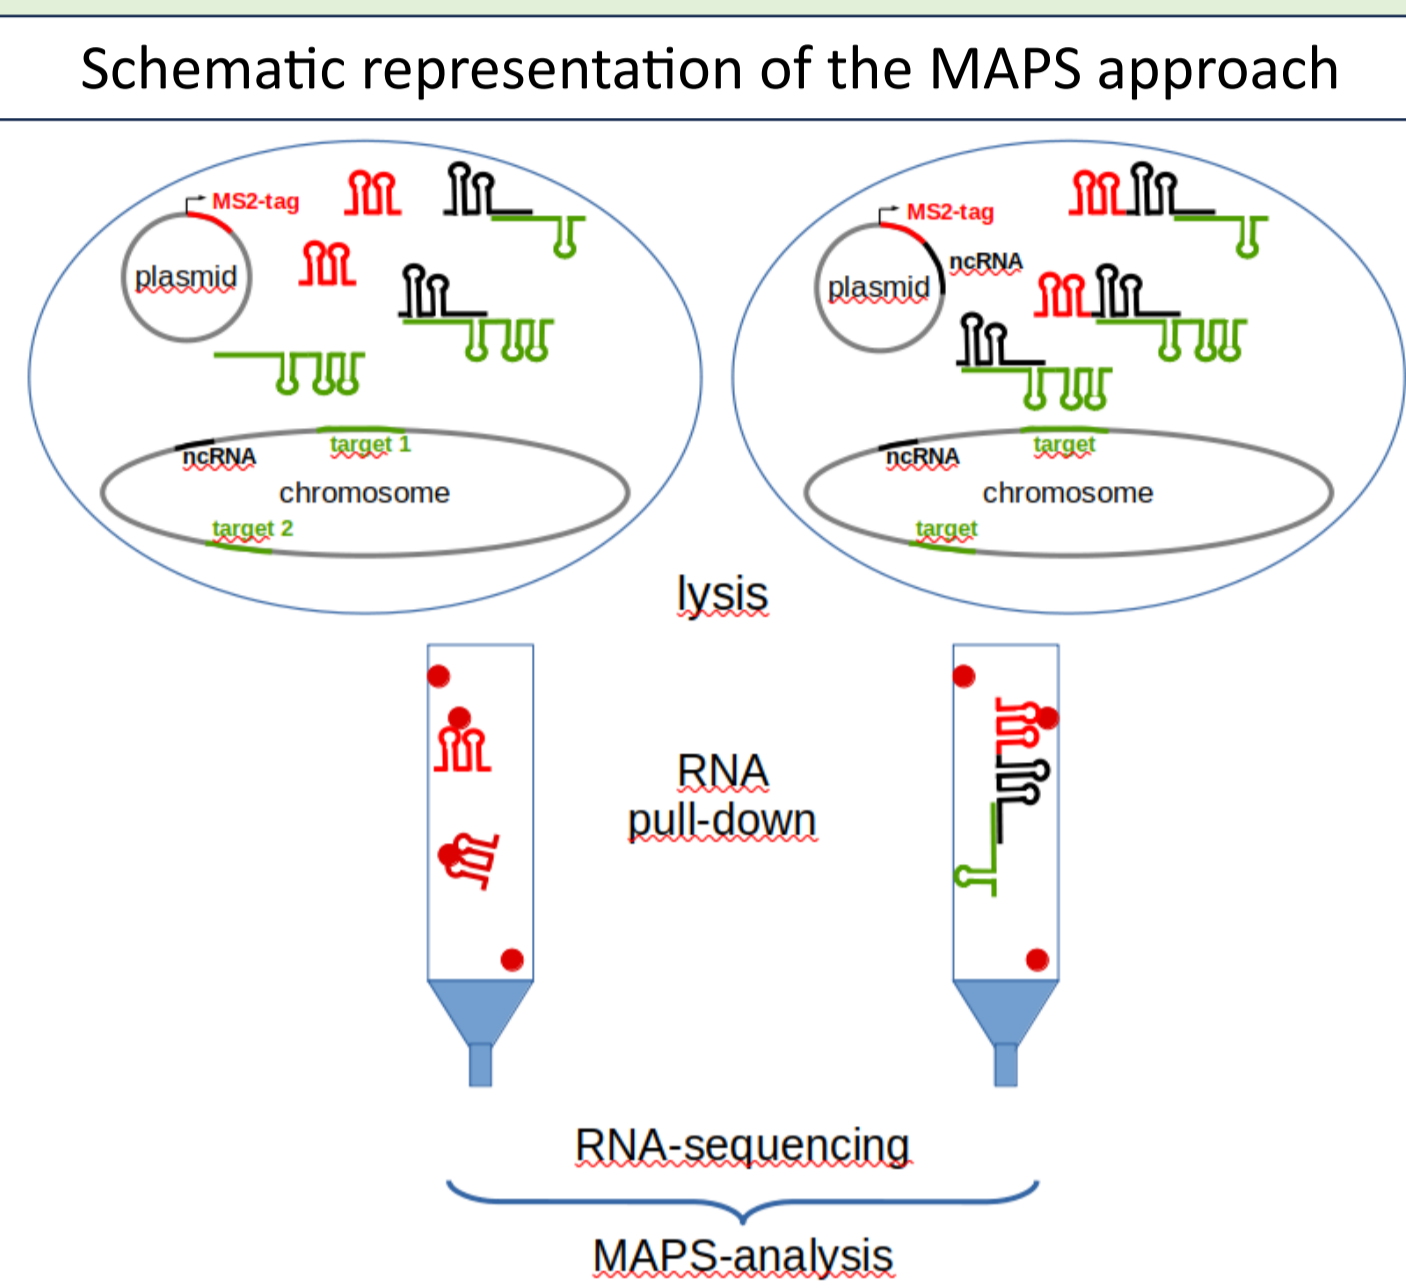 Schematic representation of the MAPS approach
MS2-tag
plasmid
ncRNA
target 1
chromosome
target 2
MS2-tag
ncRNA
plasmid
ncRNA
target
chromosome
target
lysis
RNA
pull-down
RNA-sequencing
MAPS-analysis